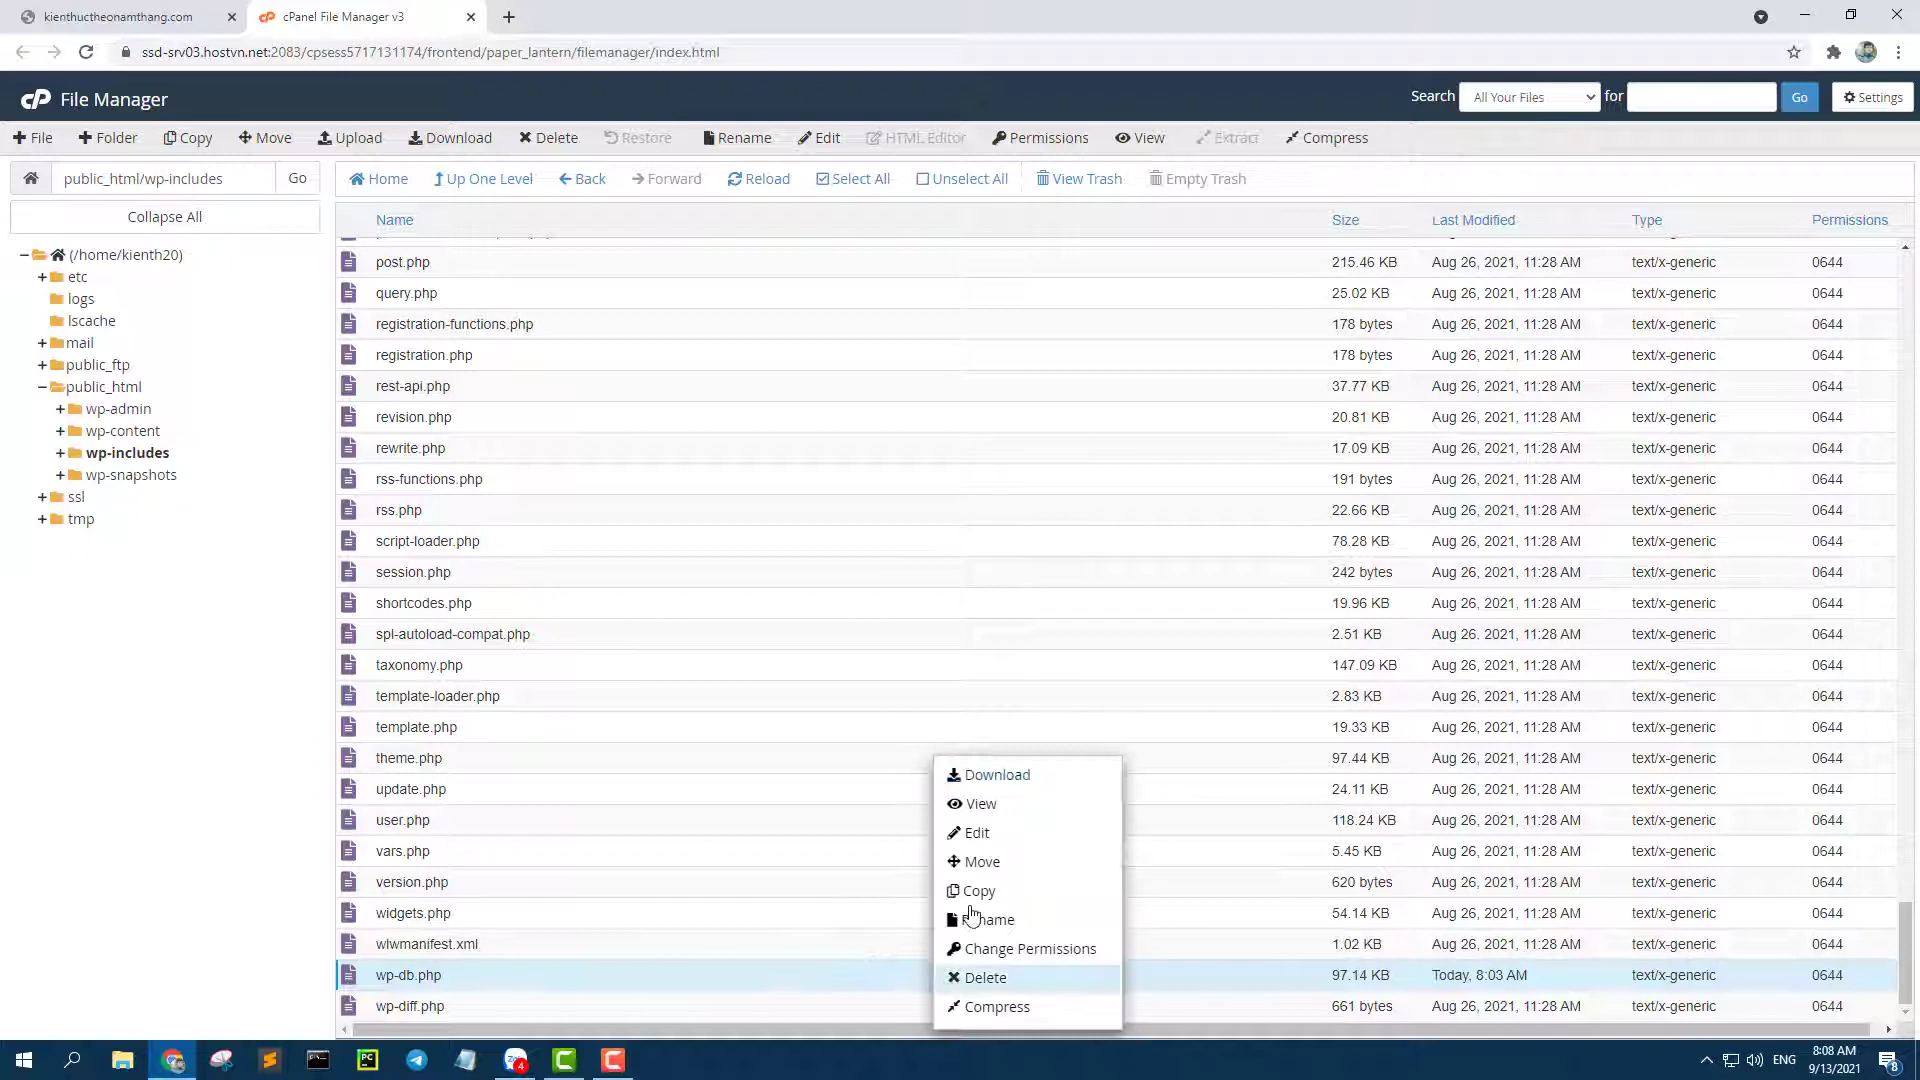 kienthuctheonamthang.com
cPanel File Manager v3
ssd-srv03.hostvn.net:2083/cpsess5717131174/frontend/paper_lantern/filemanager/index.html
cP File Manager
Search All Your Files for Go Settings
File Folder Copy Move Upload Download Delete Restore Rename Edit HTML Editor Permissions View Extract Compress
public_html/wp-includes Go
Home Up One Level Back Forward Reload Select All Unselect All View Trash Empty Trash
Collapse All
(/home/kienth20)
etc
logs
lscache
mail
public_ftp
public_html
wp-admin
wp-content
wp-includes
wp-snapshots
ssl
tmp
Name Size Last Modified Type Permissions
post.php 215.46 KB Aug 26, 2021, 11:28 AM text/x-generic 0644
query.php 25.02 KB Aug 26, 2021, 11:28 AM text/x-generic 0644
registration-functions.php 178 bytes Aug 26, 2021, 11:28 AM text/x-generic 0644
registration.php 178 bytes Aug 26, 2021, 11:28 AM text/x-generic 0644
rest-api.php 37.77 KB Aug 26, 2021, 11:28 AM text/x-generic 0644
revision.php 20.81 KB Aug 26, 2021, 11:28 AM text/x-generic 0644
rewrite.php 17.09 KB Aug 26, 2021, 11:28 AM text/x-generic 0644
rss-functions.php 191 bytes Aug 26, 2021, 11:28 AM text/x-generic 0644
rss.php 22.66 KB Aug 26, 2021, 11:28 AM text/x-generic 0644
script-loader.php 78.28 KB Aug 26, 2021, 11:28 AM text/x-generic 0644
session.php 242 bytes Aug 26, 2021, 11:28 AM text/x-generic 0644
shortcodes.php 19.96 KB Aug 26, 2021, 11:28 AM text/x-generic 0644
spl-autoload-compat.php 2.51 KB Aug 26, 2021, 11:28 AM text/x-generic 0644
taxonomy.php 147.09 KB Aug 26, 2021, 11:28 AM text/x-generic 0644
template-loader.php 2.83 KB Aug 26, 2021, 11:28 AM text/x-generic 0644
template.php 19.33 KB Aug 26, 2021, 11:28 AM text/x-generic 0644
theme.php 97.44 KB Aug 26, 2021, 11:28 AM text/x-generic 0644
update.php 24.11 KB Aug 26, 2021, 11:28 AM text/x-generic 0644
user.php 118.24 KB Aug 26, 2021, 11:28 AM text/x-generic 0644
vars.php 5.45 KB Aug 26, 2021, 11:28 AM text/x-generic 0644
version.php 620 bytes Aug 26, 2021, 11:28 AM text/x-generic 0644
widgets.php 54.14 KB Aug 26, 2021, 11:28 AM text/x-generic 0644
wlwmanifest.xml 1.02 KB Aug 26, 2021, 11:28 AM text/x-generic 0644
wp-db.php 97.14 KB Today, 8:03 AM text/x-generic 0644
wp-diff.php 661 bytes Aug 26, 2021, 11:28 AM text/x-generic 0644
Download
View
Edit
Move
Copy
Rename
Change Permissions
Delete
Compress
PC
4
ENG
8:08 AM
9/13/2021
8